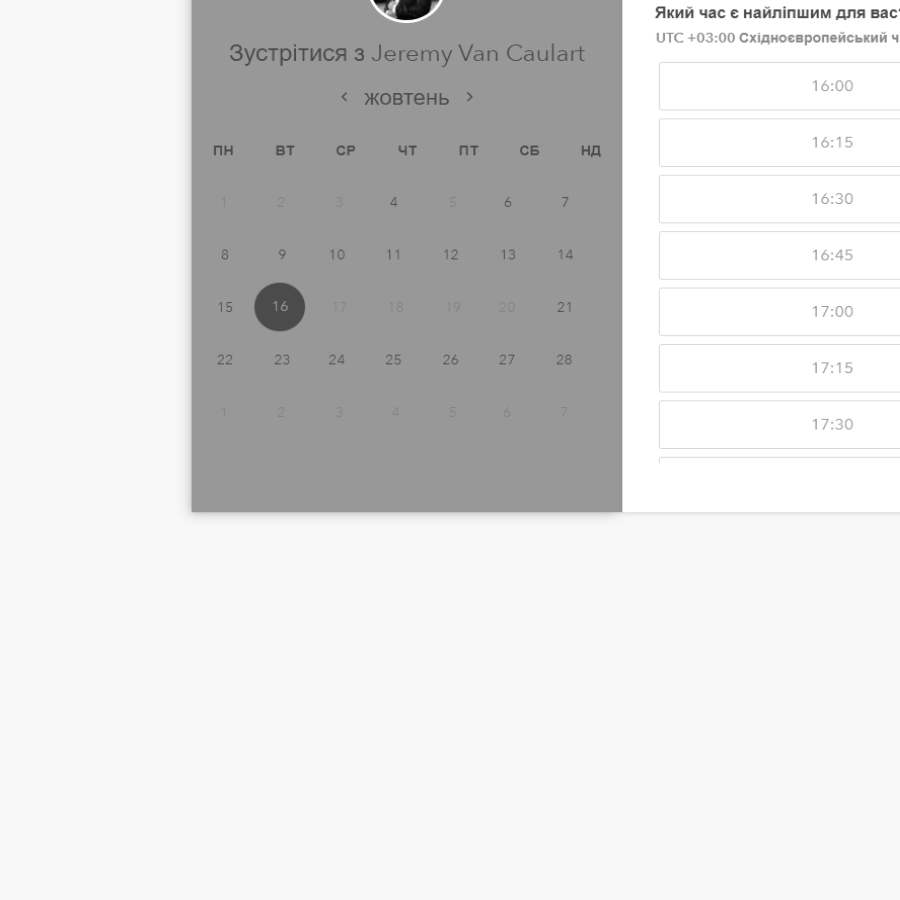 Зустрітися з Jeremy Van Caulart
жовтень
ПН ВТ СР ЧТ ПТ СБ НД
1 2 3 4 5 6 7
8 9 10 11 12 13 14
15 16 17 18 19 20 21
22 23 24 25 26 27 28
1 2 3 4 5 6 7
Який час є найліпшим для вас
UTC +03:00 Східноєвропейський
16:00
16:15
16:30
16:45
17:00
17:15
17:30